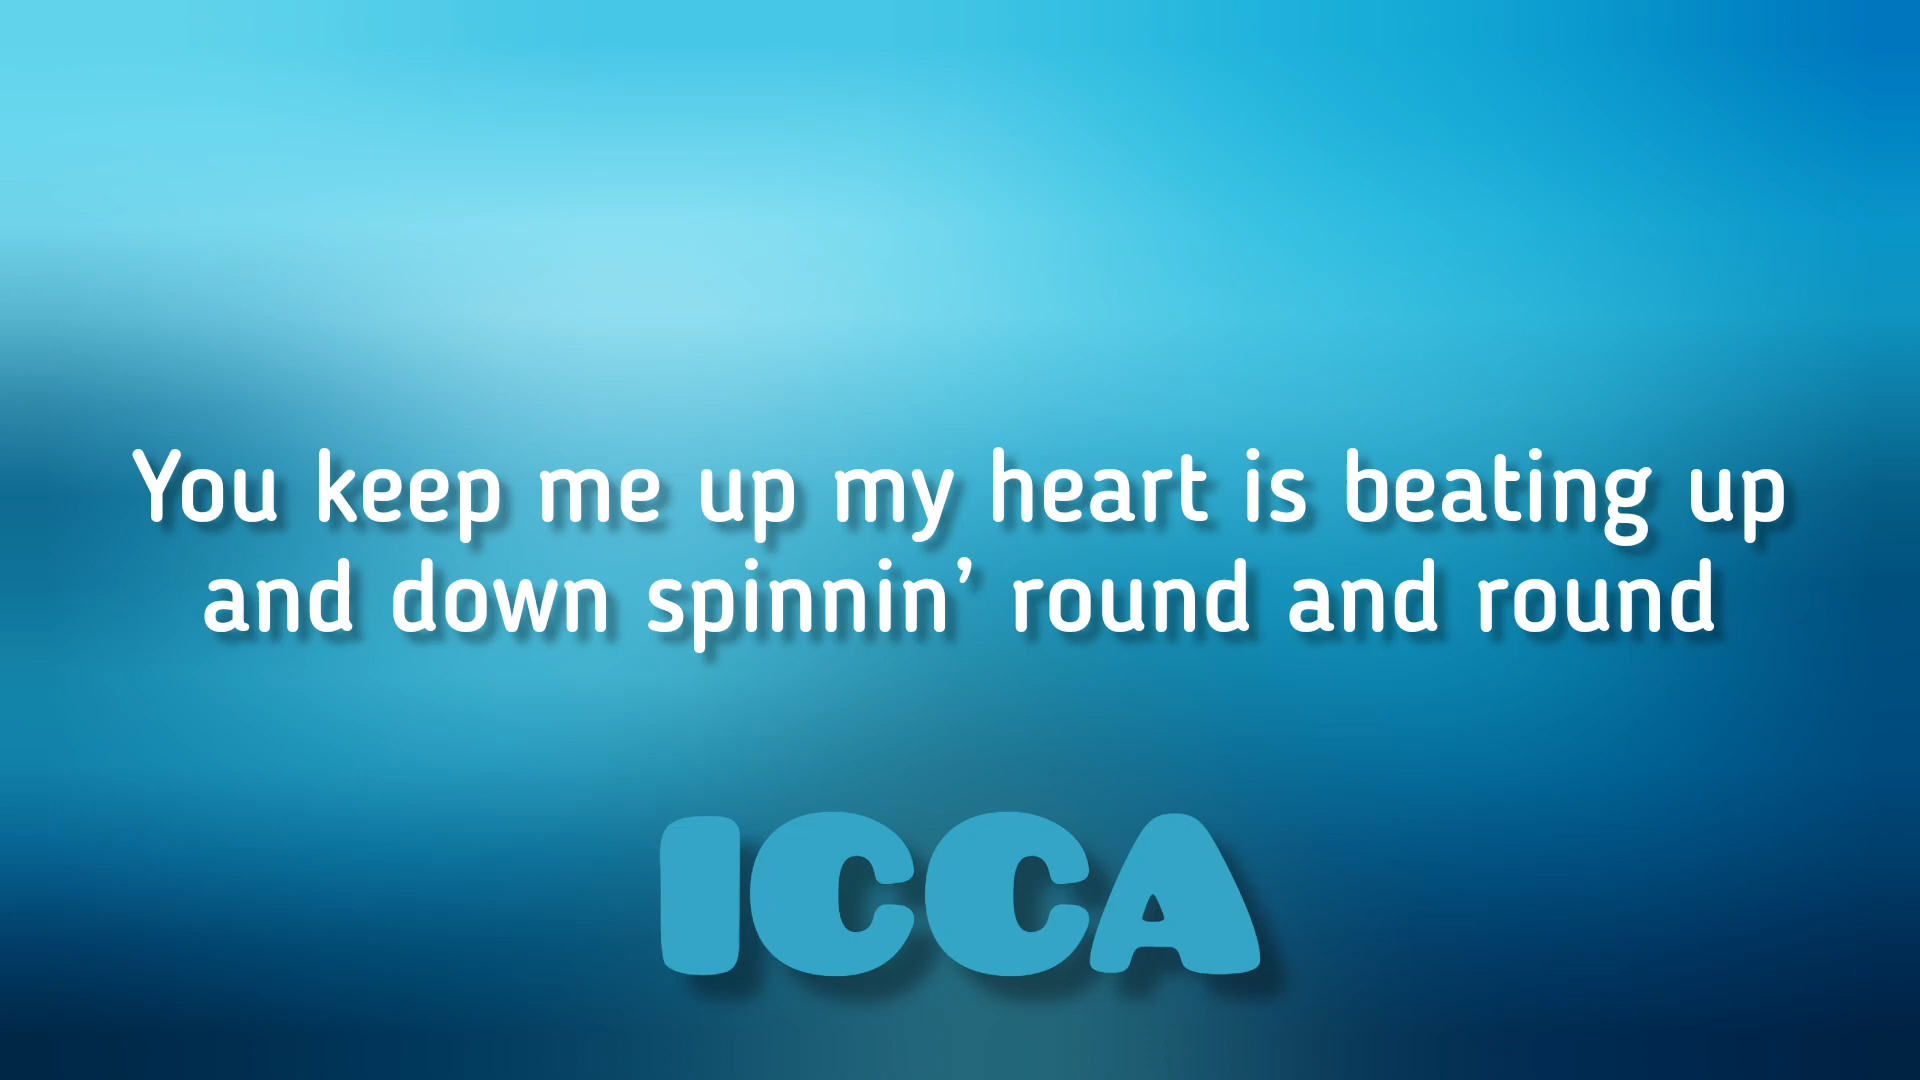 You keep me up my heart is beating up
and down spinnin’ round and round
ICCA